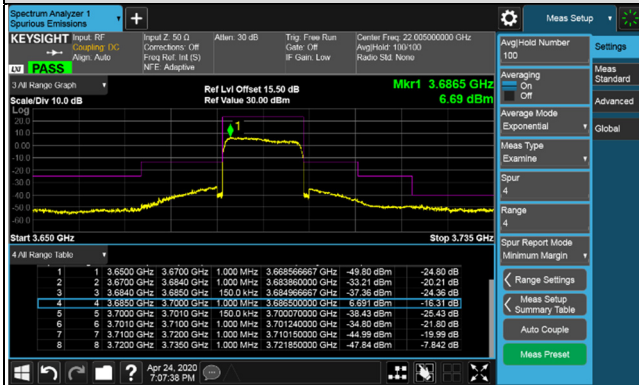 Spectrum Analyzer 1
Spurious Emissions
Meas Setup
KEYSIGHT
Input: RF
Coupling: DC
Align: Auto
Input Z: 50 Ω
Corrections: Off
Freq Ref: Int (S)
NFE: Adaptive
Atten: 30 dB
Trig: Free Run
Gate: Off
IF Gain: Low
Center Freq: 22.005000000 GHz
Avg|Hold: 100/100
Radio Std: None
LXI PASS
3 All Range Graph
Scale/Div 10.0 dB
Ref Lvl Offset 15.50 dB
Ref Value 30.00 dBm
Mkr1 3.6865 GHz
6.69 dBm
Log
20.0
10.0
0.00
-10.0
-20.0
-30.0
-40.0
-50.0
-60.0
1
Start 3.650 GHz
Stop 3.735 GHz
4 All Range Table
1 1 3.6500 GHz 3.6700 GHz 1.000 MHz 3.668566667 GHz -49.80 dBm -24.80 dB
2 2 3.6700 GHz 3.6840 GHz 1.000 MHz 3.683860000 GHz -33.21 dBm -20.21 dB
3 3 3.6840 GHz 3.6850 GHz 150.0 kHz 3.684966667 GHz -37.36 dBm -24.36 dB
4 4 3.6850 GHz 3.7000 GHz 1.000 MHz 3.686500000 GHz 6.691 dBm -16.31 dB
5 5 3.7000 GHz 3.7010 GHz 150.0 kHz 3.700070000 GHz -38.43 dBm -25.43 dB
6 6 3.7010 GHz 3.7100 GHz 1.000 MHz 3.701240000 GHz -34.80 dBm -21.80 dB
7 7 3.7100 GHz 3.7200 GHz 1.000 MHz 3.710150000 GHz -44.99 dBm -19.99 dB
8 8 3.7200 GHz 3.7350 GHz 1.000 MHz 3.721850000 GHz -47.84 dBm -7.842 dB
Avg|Hold Number
100
Averaging
On
Off
Average Mode
Exponential
Meas Type
Examine
Spur
4
Range
4
Spur Report Mode
Minimum Margin
Range Settings
Meas Setup
Summary Table
Auto Couple
Meas Preset
Settings
Meas
Standard
Advanced
Global
?
Apr 24, 2020
7:07:38 PM